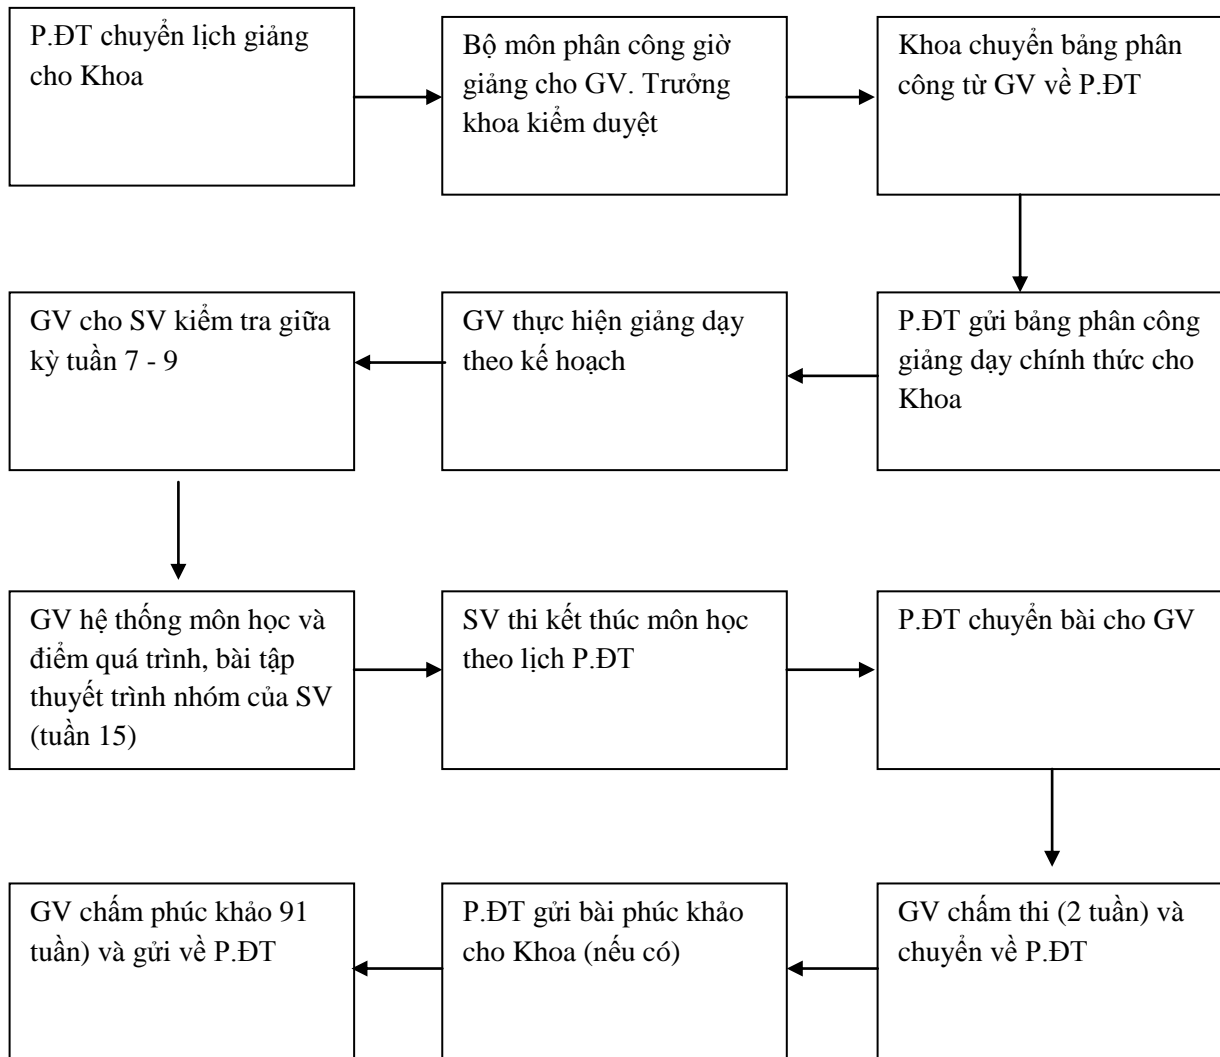 P.ĐT chuyển lịch giảng
cho Khoa
Bộ môn phân công giờ
giảng cho GV. Trưởng
khoa kiểm duyệt
Khoa chuyển bảng phân
công từ GV về P.ĐT
GV cho SV kiểm tra giữa
kỳ tuần 7 - 9
GV thực hiện giảng dạy
theo kế hoạch
P.ĐT gửi bảng phân công
giảng dạy chính thức cho
Khoa
GV hệ thống môn học và
điểm quá trình, bài tập
thuyết trình nhóm của SV
(tuần 15)
SV thi kết thúc môn học
theo lịch P.ĐT
P.ĐT chuyển bài cho GV
GV chấm phúc khảo 91
tuần) và gửi về P.ĐT
P.ĐT gửi bài phúc khảo
cho Khoa (nếu có)
GV chấm thi (2 tuần) và
chuyển về P.ĐT